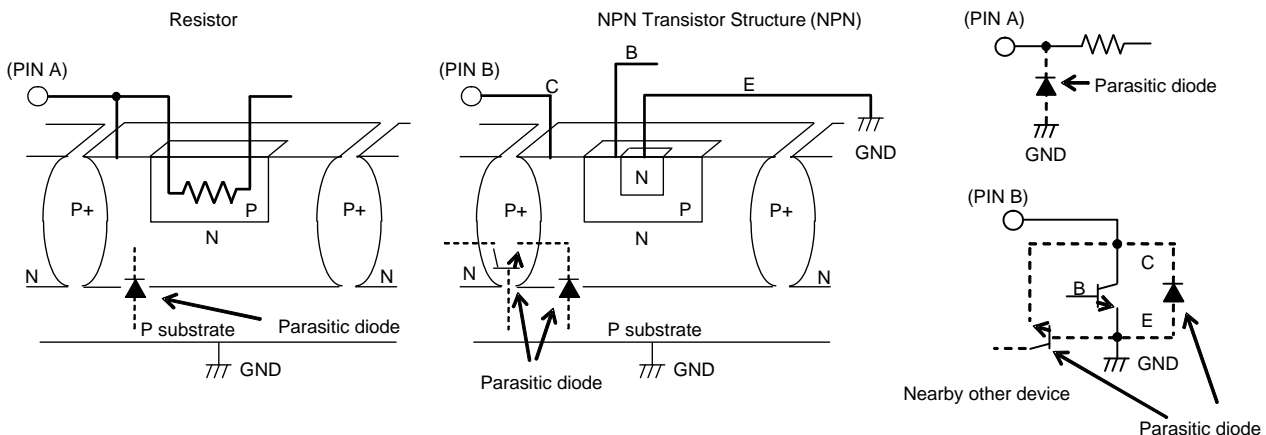 Resistor
(PIN A)
P+
P
P+
N
N
N
P substrate
Parasitic diode
GND
NPN Transistor Structure (NPN)
B
(PIN B)
C
E
GND
N
P+
P
P+
N
N
N
P substrate
GND
Parasitic diode
(PIN A)
Parasitic diode
GND
(PIN B)
C
B
E
GND
Nearby other device
Parasitic diode